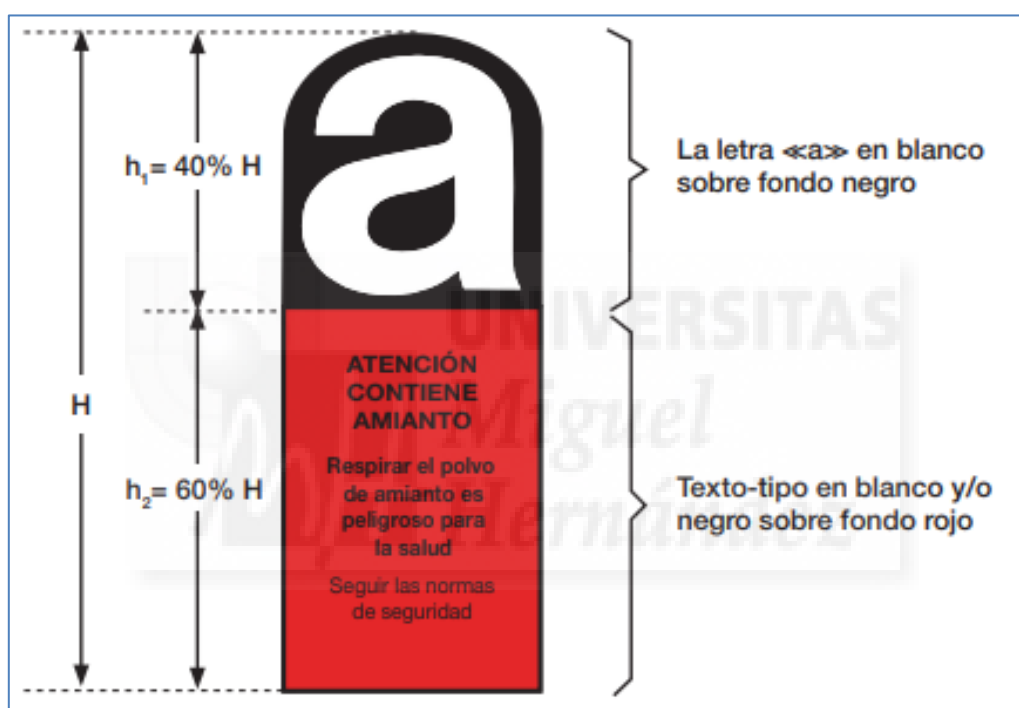 h₁= 40% H
a
La letra «a» en blanco
sobre fondo negro
H
UNIVERSITAS
Miguel
Hernández
ATENCIÓN
CONTIENE
AMIANTO
Respirar el polvo
de amianto es
peligroso para
la salud
Seguir las normas
de seguridad
h₂= 60% H
Texto-tipo en blanco y/o
negro sobre fondo rojo